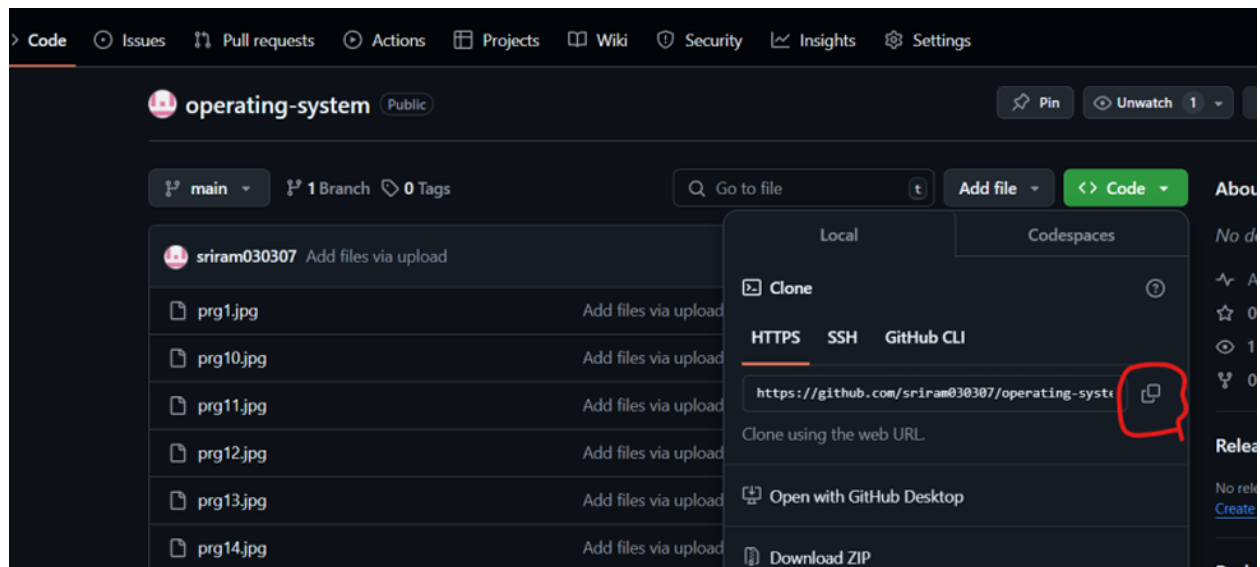 Code Issues Pull requests Actions Projects Wiki Security Insights Settings
operating-system Public Pin Unwatch 1
main 1 Branch 0 Tags Go to file t Add file Code
Local Codespaces
sriram030307 Add files via upload
Clone
prg1.jpg Add files via upload
HTTPS SSH GitHub CLI
prg10.jpg Add files via upload
https://github.com/sriram030307/operating-syste
prg11.jpg Add files via upload
Clone using the web URL.
prg12.jpg Add files via upload
prg13.jpg Add files via upload
Open with GitHub Desktop
prg14.jpg Add files via upload
Download ZIP
Abou
No de
A
0
1
0
Relea
No rele
Create